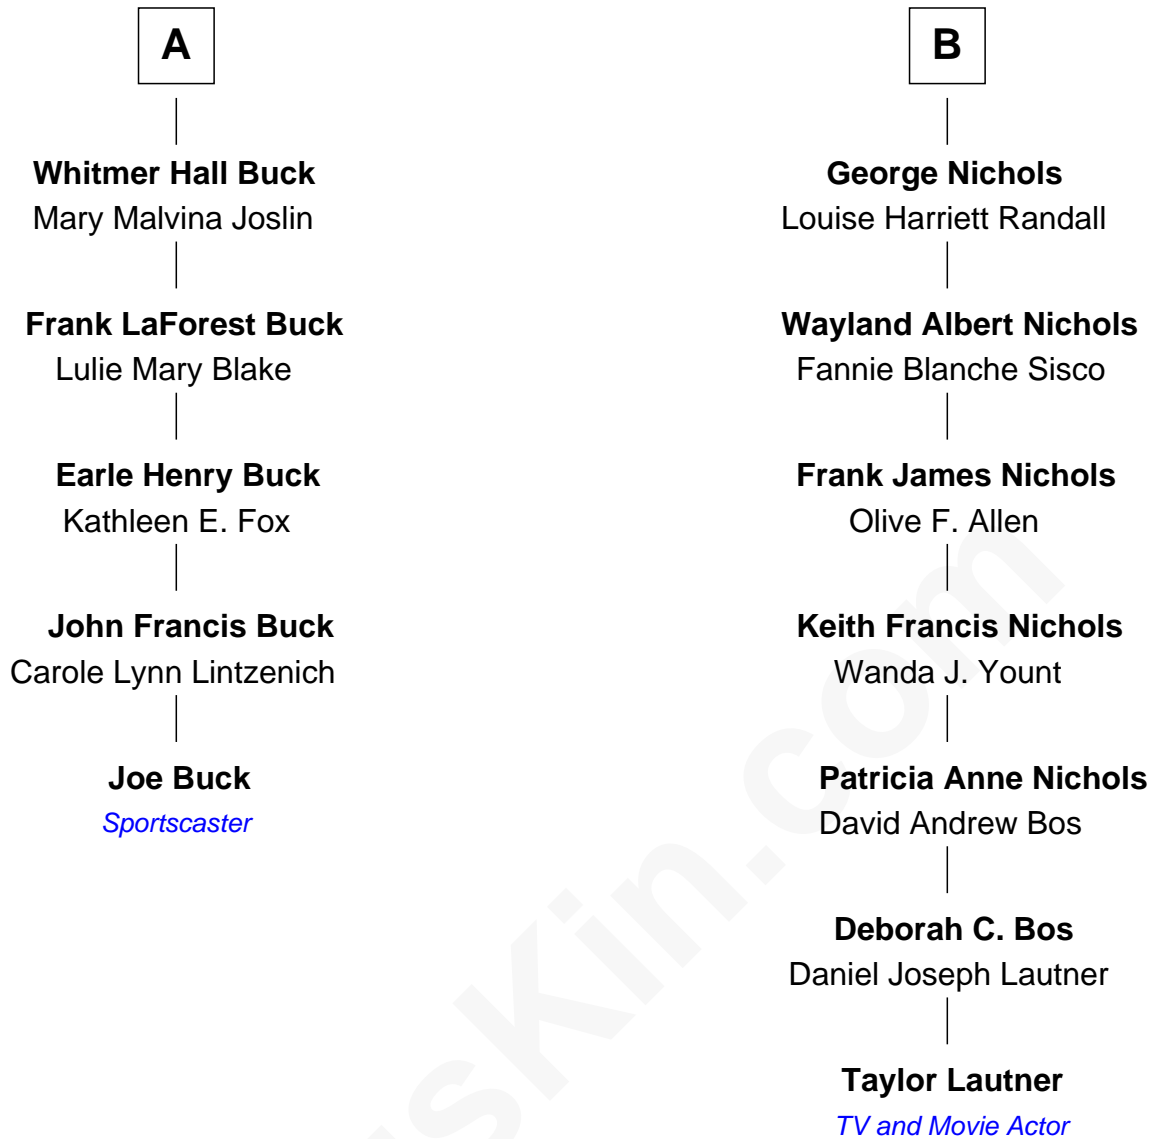 A
Whitmer Hall Buck
Mary Malvina Joslin
Frank LaForest Buck
Lulie Mary Blake
Earle Henry Buck
Kathleen E. Fox
John Francis Buck
Carole Lynn Lintzenich
Joe Buck
Sportscaster
B
George Nichols
Louise Harriett Randall
Wayland Albert Nichols
Fannie Blanche Sisco
Frank James Nichols
Olive F. Allen
Keith Francis Nichols
Wanda J. Yount
Patricia Anne Nichols
David Andrew Bos
Deborah C. Bos
Daniel Joseph Lautner
Taylor Lautner
TV and Movie Actor